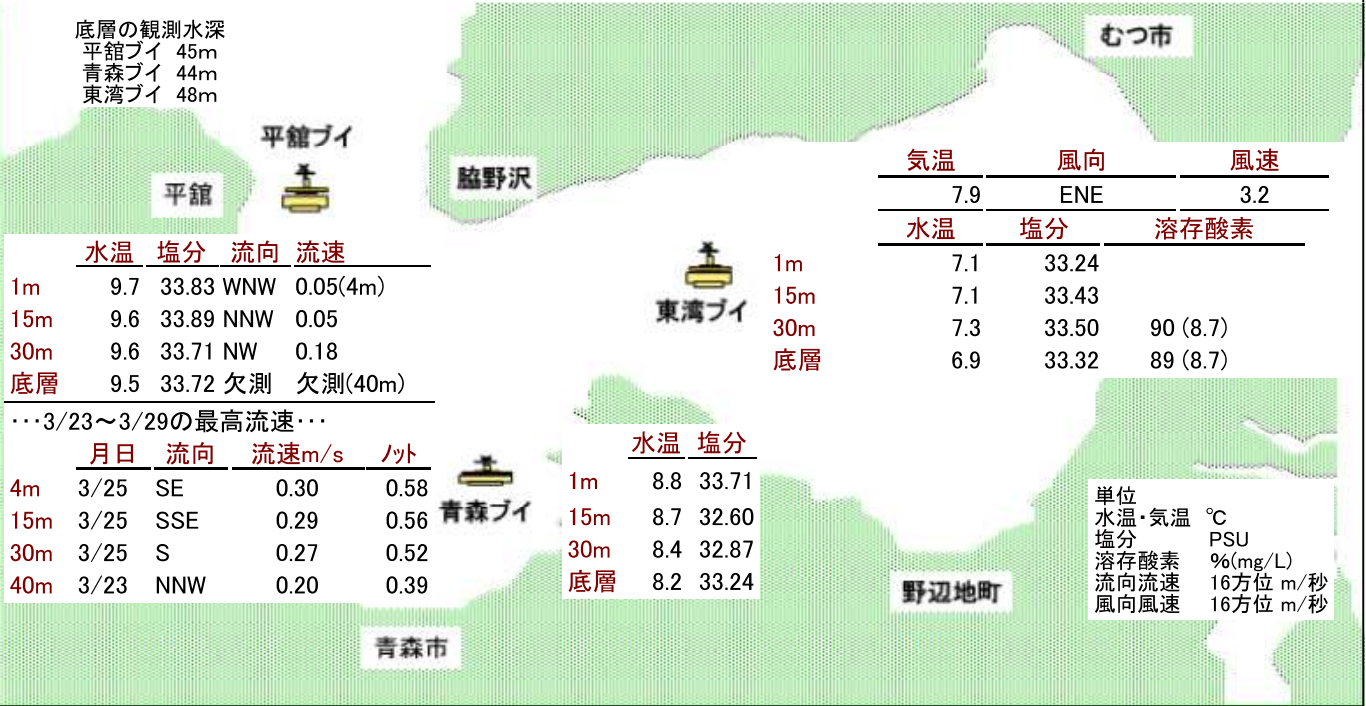 底層の観測水深
平舘ブイ 45m
青森ブイ 44m
東湾ブイ 48m
むつ市
平舘ブイ
平舘
脇野沢
気温 風向 風速
7.9 ENE 3.2
水温 塩分 溶存酸素
1m 7.1 33.24
15m 7.1 33.43
30m 7.3 33.50 90 (8.7)
底層 6.9 33.32 89 (8.7)
東湾ブイ
水温 塩分 流向 流速
1m 9.7 33.83 WNW 0.05(4m)
15m 9.6 33.89 NNW 0.05
30m 9.6 33.71 NW 0.18
底層 9.5 33.72 欠測 欠測(40m)
･･･3/23～3/29の最高流速･･･
月日 流向 流速m/s ﾉｯﾄ
4m 3/25 SE 0.30 0.58
15m 3/25 SSE 0.29 0.56
30m 3/25 S 0.27 0.52
40m 3/23 NNW 0.20 0.39
青森ブイ
水温 塩分
1m 8.8 33.71
15m 8.7 32.60
30m 8.4 32.87
底層 8.2 33.24
単位
水温･気温 ℃
塩分 PSU
溶存酸素 %(mg/L)
流向流速 16方位 m/秒
風向風速 16方位 m/秒
野辺地町
青森市